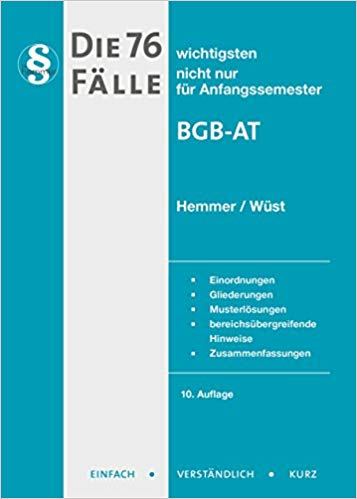 §
DIE 76
FÄLLE
wichtigsten
nicht nur
für Anfangssemester
BGB-AT
Hemmer / Wüst
Einordnungen
Gliederungen
Musterlösungen
bereichsübergreifende
Hinweise
Zusammenfassungen
10. Auflage
EINFACH • VERSTÄNDLICH • KURZ